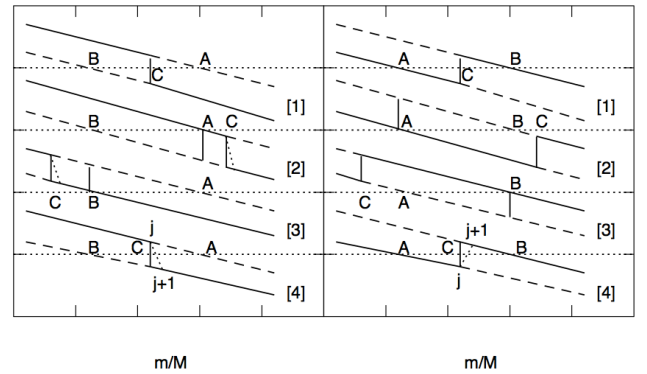 B A A B
C C
[1] [1]
B A C A B C
[2] [2]
A B
C B C A
[3] [3]
j j+1
B C A A C B
j+1 j
[4] [4]
m/M m/M